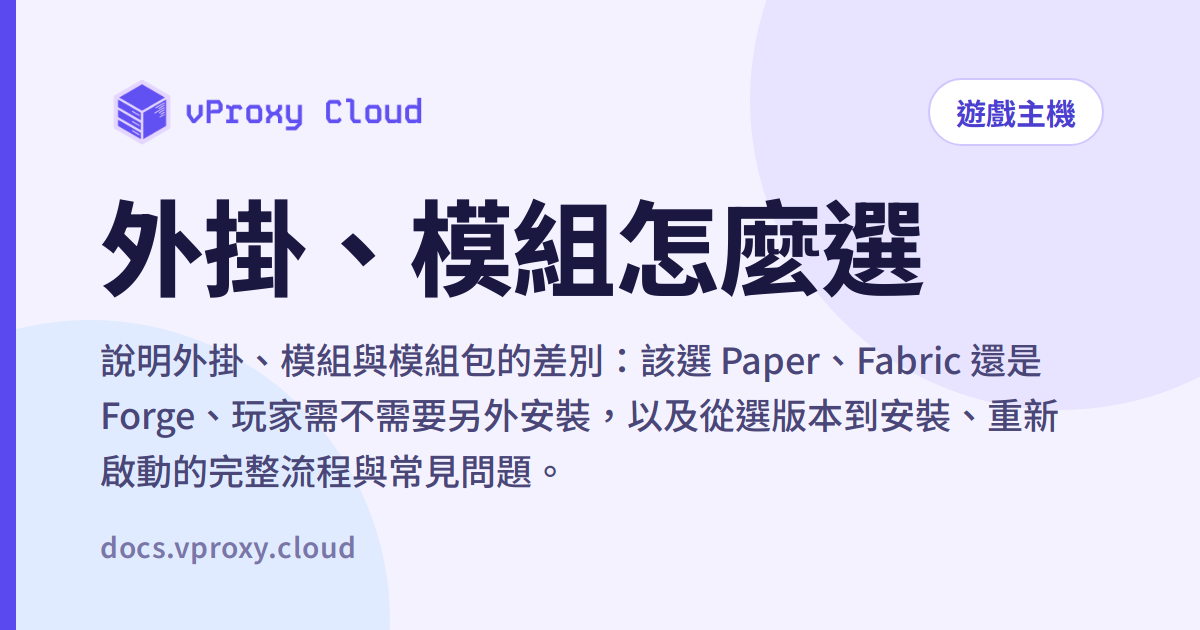 vProxy Cloud
遊戲主機
外掛、模組怎麼選
說明外掛、模組與模組包的差別：該選 Paper、Fabric 還是
Forge、玩家需不需要另外安裝，以及從選版本到安裝、重新
啟動的完整流程與常見問題。
docs.vproxy.cloud